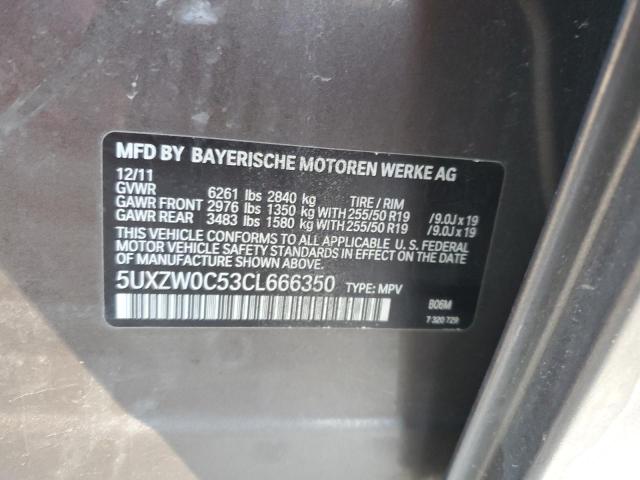 MFD BY BAYERISCHE MOTOREN WERKE AG
12/11
GVWR 6261 lbs 2840 kg TIRE / RIM
GAWR FRONT 2976 lbs 1350 kg WITH 255/50 R19 /9.0J x 19
GAWR REAR 3483 lbs 1580 kg WITH 255/50 R19 /9.0J x 19
THIS VEHICLE CONFORMS TO ALL APPLICABLE U.S. FEDERAL
MOTOR VEHICLE SAFETY STANDARDS IN EFFECT ON THE DATE
OF MANUFACTURE SHOWN ABOVE.
5UXZW0C53CL666350 TYPE: MPV
B06M
7 320 729